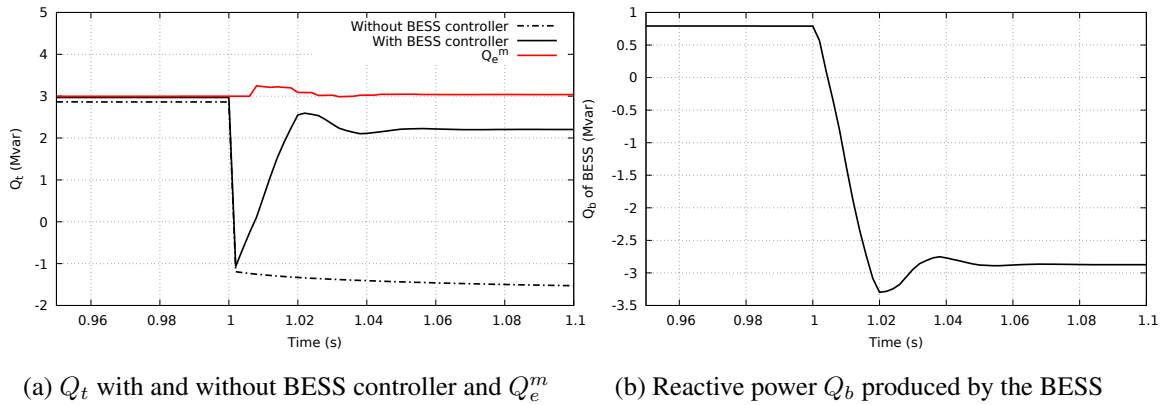 5
4
3
2
1
0
-1
-2
Q_t (Mvar)
Without BESS controller
With BESS controller
Q_e^m
0.96 0.98 1 1.02 1.04 1.06 1.08 1.1
Time (s)
1
0.5
0
-0.5
-1
-1.5
-2
-2.5
-3
-3.5
Q_b of BESS (Mvar)
0.96 0.98 1 1.02 1.04 1.06 1.08 1.1
Time (s)
(a) Q_t with and without BESS controller and Q_e^m
(b) Reactive power Q_b produced by the BESS